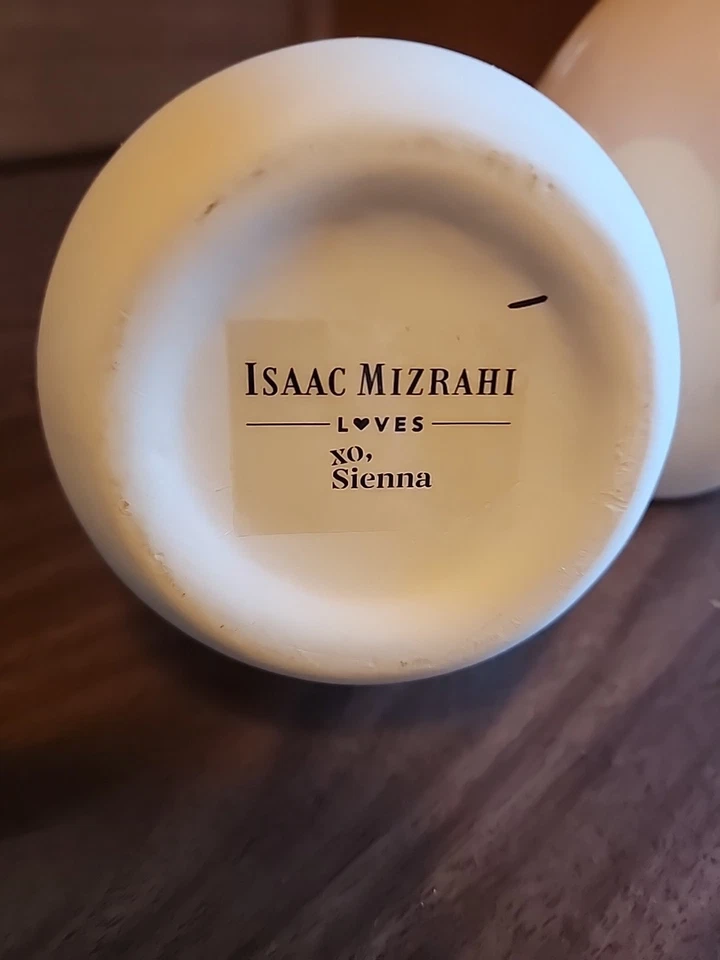 ISAAC MIZRAHI
L♥VES
xo,
Sienna